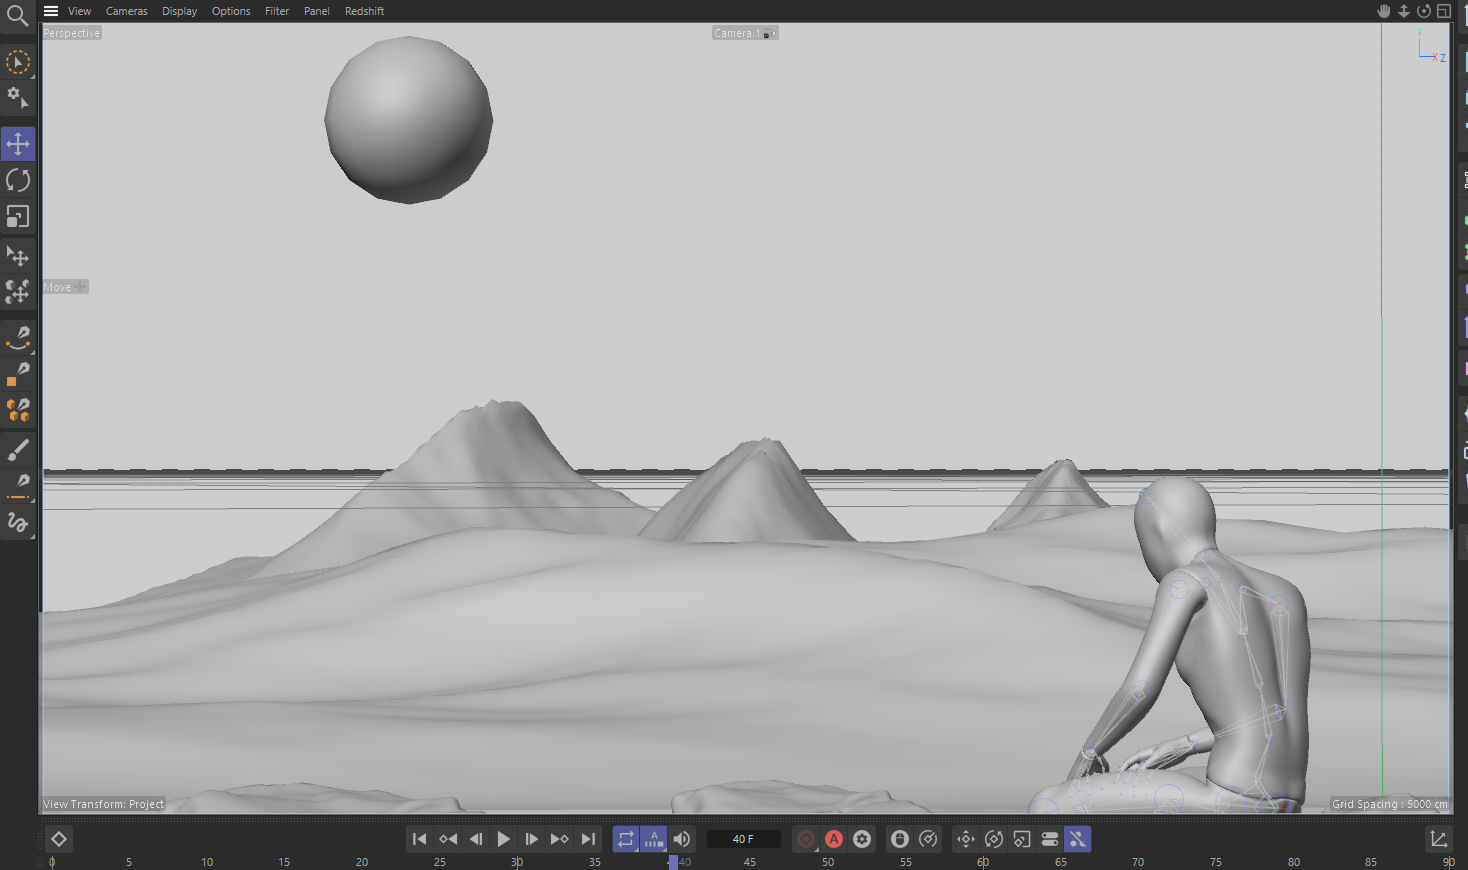 View Cameras Display Options Filter Panel Redshift
Perspective
Camera.1
Y
X Z
Move
View Transform: Project
Grid Spacing : 5000 cm
A
40 F
A
0 5 10 15 20 25 30 35 40 45 50 55 60 65 70 75 80 85 90